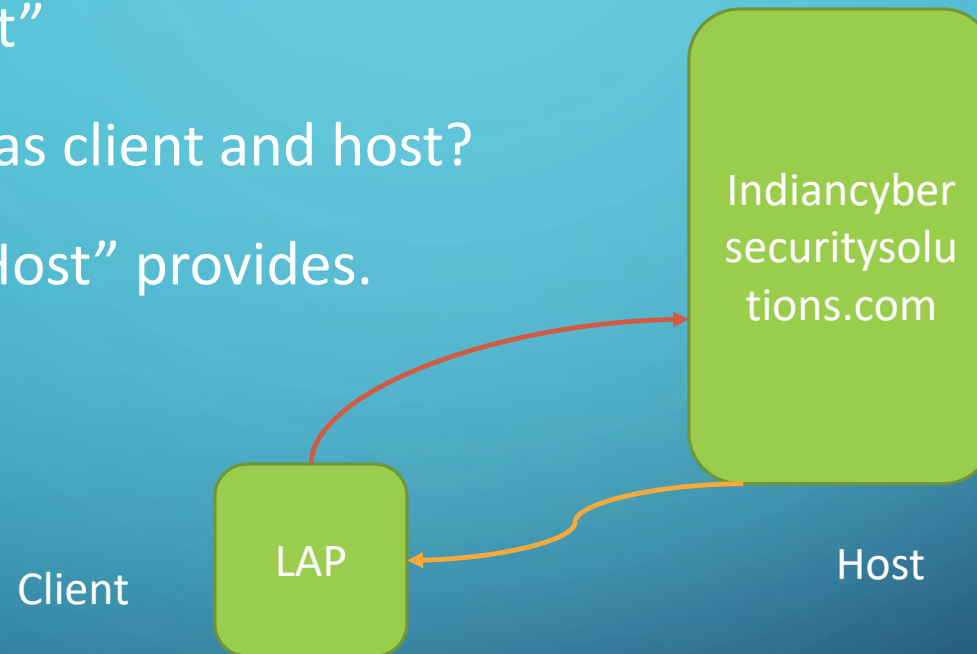 t”
as client and host?
Host” provides.
Indiancyber
securitysolu
tions.com
LAP
Client
Host